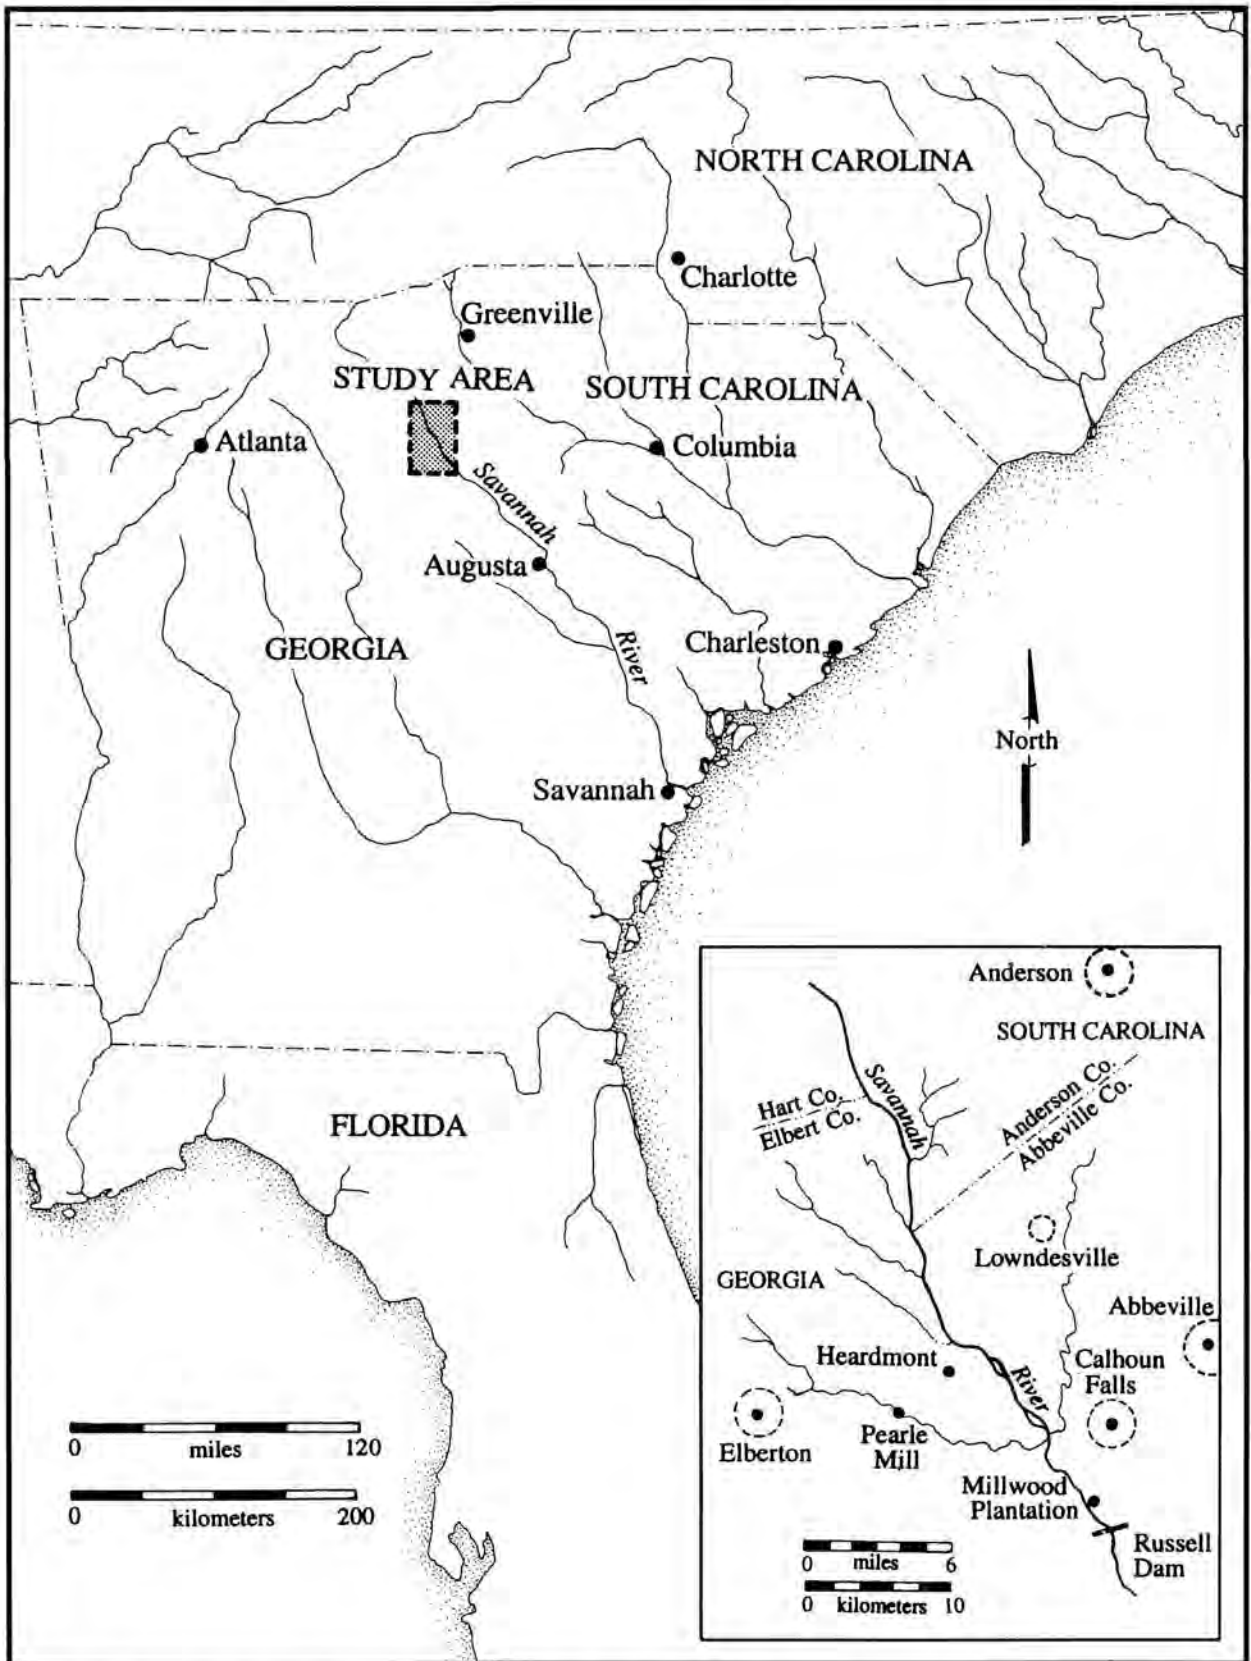 NORTH CAROLINA
Charlotte
Greenville
STUDY AREA
SOUTH CAROLINA
Atlanta
Columbia
Savannah
Augusta
GEORGIA
River
Charleston
North
Savannah
FLORIDA
0 miles 120
0 kilometers 200
Anderson
SOUTH CAROLINA
Savannah
Hart Co.
Elbert Co.
Anderson Co.
Abbeville Co.
Lowndesville
GEORGIA
Abbeville
Heardmont
River
Calhoun
Falls
Elberton
Pearle
Mill
Millwood
Plantation
Russell
Dam
0 miles 6
0 kilometers 10